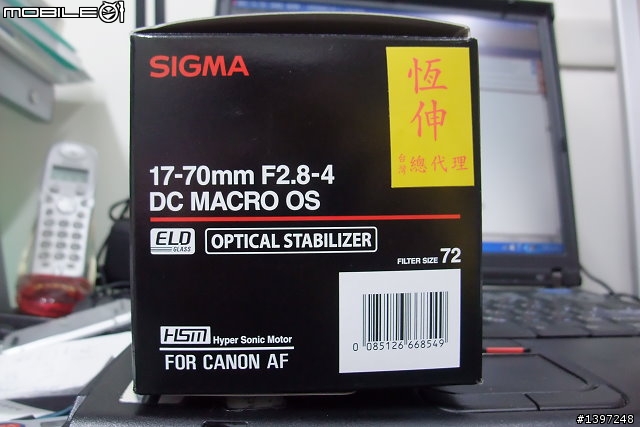 MOBILE01
SIGMA
恆伸
台灣總代理
17-70mm F2.8-4
DC MACRO OS
ELD
GLASS
OPTICAL STABILIZER
FILTER SIZE 72
HSM Hyper Sonic Motor
FOR CANON AF
0 085126 668549
#1397248